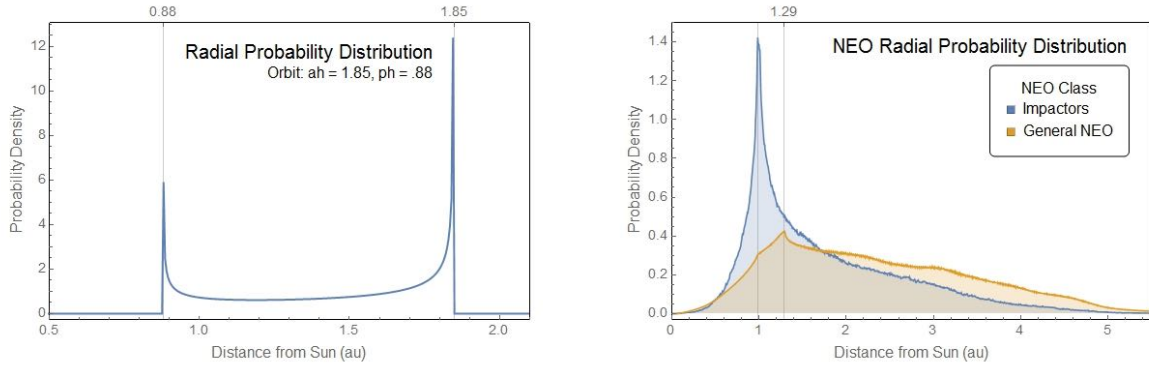 0.88
1.85
Radial Probability Distribution
Orbit: ah = 1.85, ph = .88
Probability Density
12
10
8
6
4
2
0
0.5
1.0
1.5
2.0
Distance from Sun (au)
1.29
NEO Radial Probability Distribution
NEO Class
Impactors
General NEO
Probability Density
1.4
1.2
1.0
0.8
0.6
0.4
0.2
0.0
0
1
2
3
4
5
Distance from Sun (au)